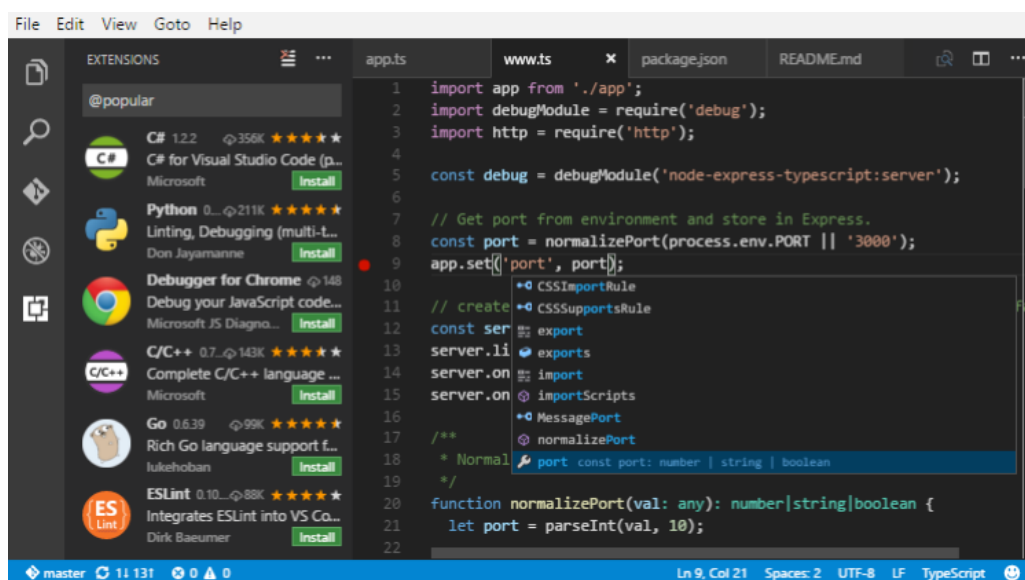 File Edit View Goto Help
EXTENSIONS
@popular
C# 1.2.2 356K
C# for Visual Studio Code (p...
Microsoft Install
Python 0.... 211K
Linting, Debugging (multi-t...
Don Jayamanne Install
Debugger for Chrome 148
Debug your JavaScript code...
Microsoft JS Diagno... Install
C/C++ 0.7... 143K
Complete C/C++ language ...
Microsoft Install
Go 0.6.39 99K
Rich Go language support f...
lukehoban Install
ESLint 0.10.... 88K
Integrates ESLint into VS Co...
Dirk Baeumer Install
C#
C/C++
ES
Lint
app.ts www.ts package.json README.md
1 import app from './app';
2 import debugModule = require('debug');
3 import http = require('http');
4
5 const debug = debugModule('node-express-typescript:server');
6
7 // Get port from environment and store in Express.
8 const port = normalizePort(process.env.PORT || '3000');
9 app.set('port', port);
10
11 // create
12 const ser
13 server.li
14 server.on
15 server.on
16
17 /**
18 * Normal
19 */
20 function normalizePort(val: any): number|string|boolean {
21 let port = parseInt(val, 10);
22
CSSImportRule
CSSSupportsRule
export
exports
import
importScripts
MessagePort
normalizePort
port const port: number | string | boolean
master 1↓ 13↑ 0 0 Ln 9, Col 21 Spaces: 2 UTF-8 LF TypeScript